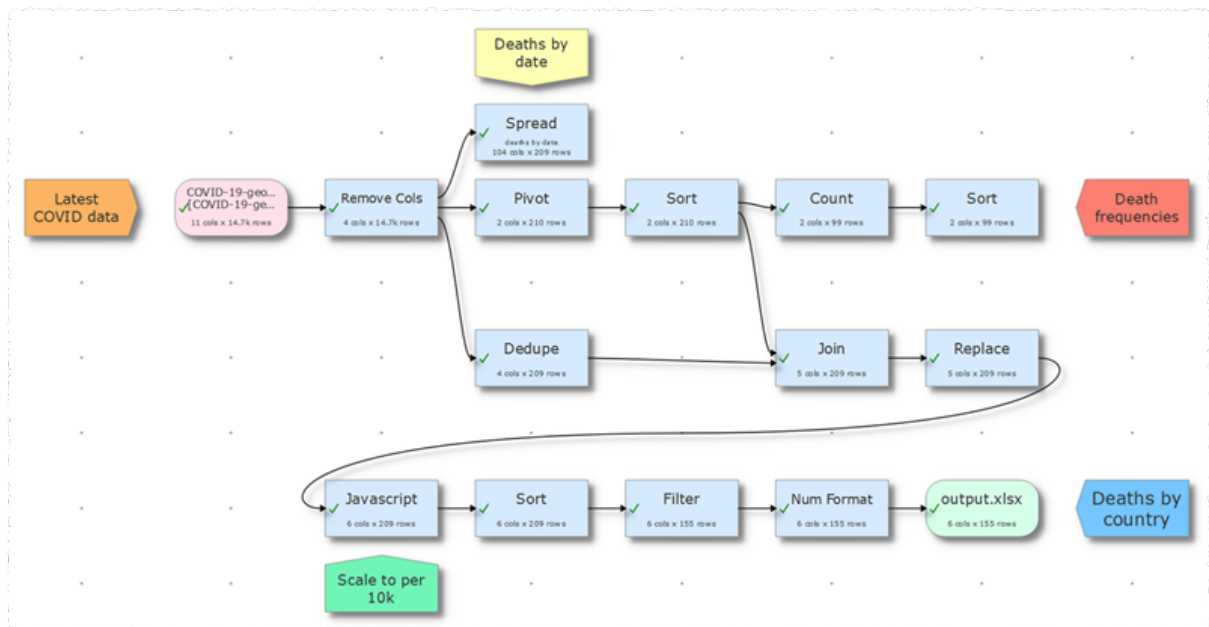 Deaths by
date
Spread
deaths by date
104 cols x 209 rows
Latest
COVID data
COVID-19-geo...
{COVID-19-ge...
11 cols x 14.7k rows
Remove Cols
4 cols x 14.7k rows
Pivot
2 cols x 210 rows
Sort
2 cols x 210 rows
Count
2 cols x 99 rows
Sort
2 cols x 99 rows
Death
frequencies
Dedupe
4 cols x 209 rows
Join
5 cols x 209 rows
Replace
5 cols x 209 rows
Javascript
6 cols x 209 rows
Sort
6 cols x 209 rows
Filter
6 cols x 155 rows
Num Format
6 cols x 155 rows
output.xlsx
6 cols x 155 rows
Deaths by
country
Scale to per
10k